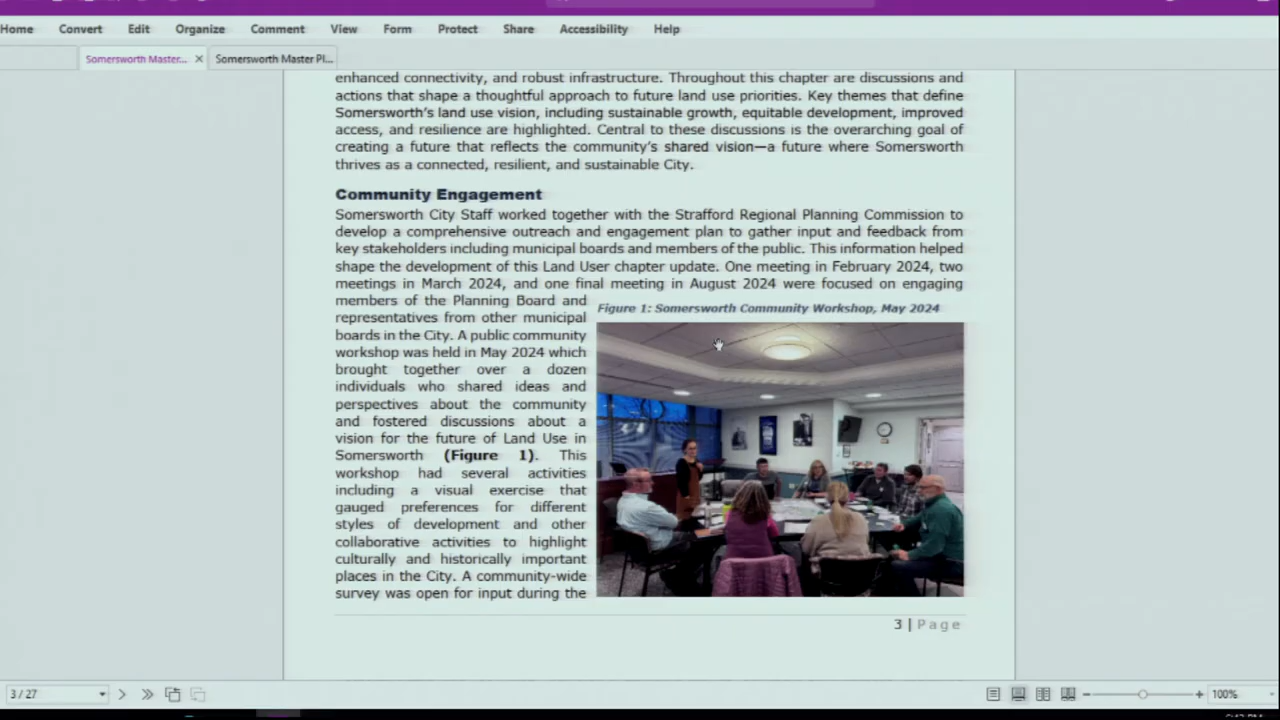 Home Convert Edit Organize Comment View Form Protect Share Accessibility Help
Somersworth Master... Somersworth Master Pl...
enhanced connectivity, and robust infrastructure. Throughout this chapter are discussions and
actions that shape a thoughtful approach to future land use priorities. Key themes that define
Somersworth's land use vision, including sustainable growth, equitable development, improved
access, and resilience are highlighted. Central to these discussions is the overarching goal of
creating a future that reflects the community's shared vision—a future where Somersworth
thrives as a connected, resilient, and sustainable City.
Community Engagement
Somersworth City Staff worked together with the Strafford Regional Planning Commission to
develop a comprehensive outreach and engagement plan to gather input and feedback from
key stakeholders including municipal boards and members of the public. This information helped
shape the development of this Land User chapter update. One meeting in February 2024, two
meetings in March 2024, and one final meeting in August 2024 were focused on engaging
members of the Planning Board and
representatives from other municipal
boards in the City. A public community
workshop was held in May 2024 which
brought together over a dozen
individuals who shared ideas and
perspectives about the community
and fostered discussions about a
vision for the future of Land Use in
Somersworth (Figure 1). This
workshop had several activities
including a visual exercise that
gauged preferences for different
styles of development and other
collaborative activities to highlight
culturally and historically important
places in the City. A community-wide
survey was open for input during the
Figure 1: Somersworth Community Workshop, May 2024
3 | Page
3 / 27
100%